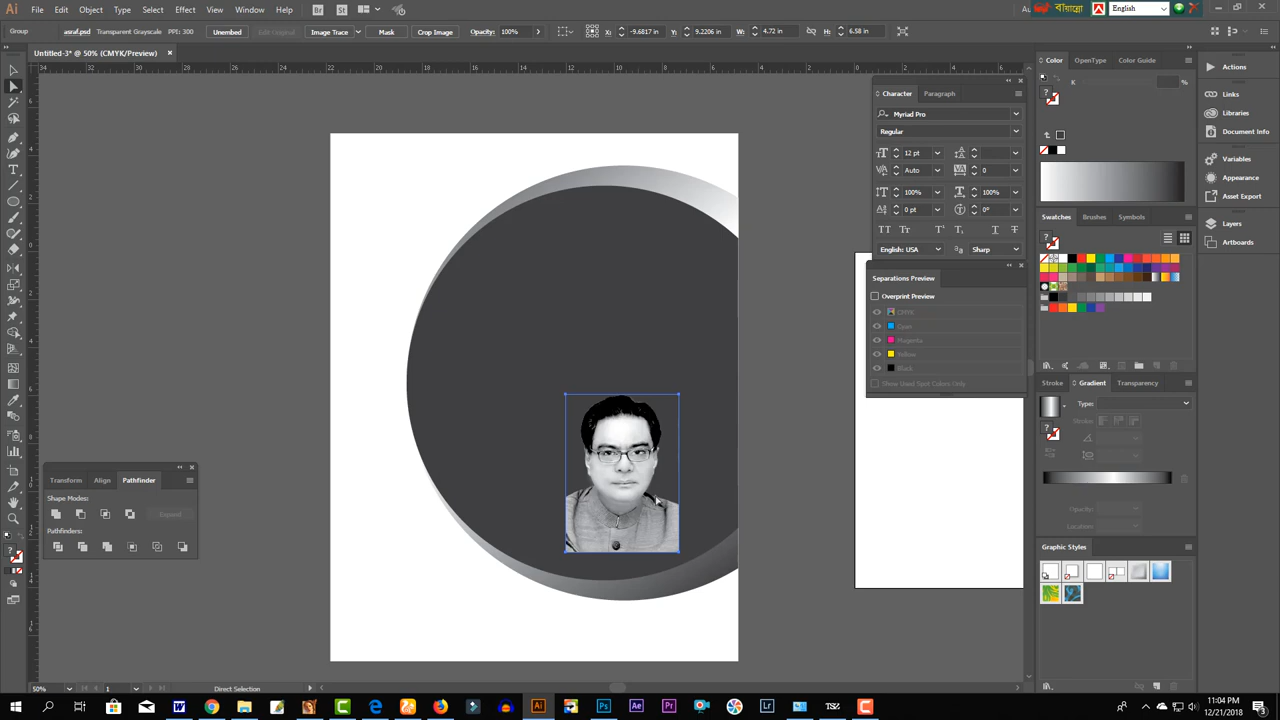 Ai File Edit Object Type Select Effect View Window Help Br St
বায়ান্নো English
Group asraf.psd Transparent Grayscale PPI: 300 Unembed Edit Original Image Trace Mask Crop Image Opacity: 100% X: -9.6817 in Y: 9.2206 in W: 4.72 in H: 6.58 in
Untitled-3* @ 50% (CMYK/Preview)
Color OpenType Color Guide
K %
Actions
Links
Libraries
Document Info
Variables
Appearance
Asset Export
Layers
Artboards
Character Paragraph
Myriad Pro
Regular
12 pt
Auto 0
100% 100%
0 pt 0°
English: USA Sharp
Swatches Brushes Symbols
Separations Preview
Overprint Preview
CMYK
Cyan
Magenta
Yellow
Black
Show Used Spot Colors Only
Stroke Gradient Transparency
Type:
Stroke:
Opacity:
Location:
Transform Align Pathfinder
Shape Modes:
Expand
Pathfinders:
Graphic Styles
50% 1 Direct Selection
11:04 PM
12/21/2018